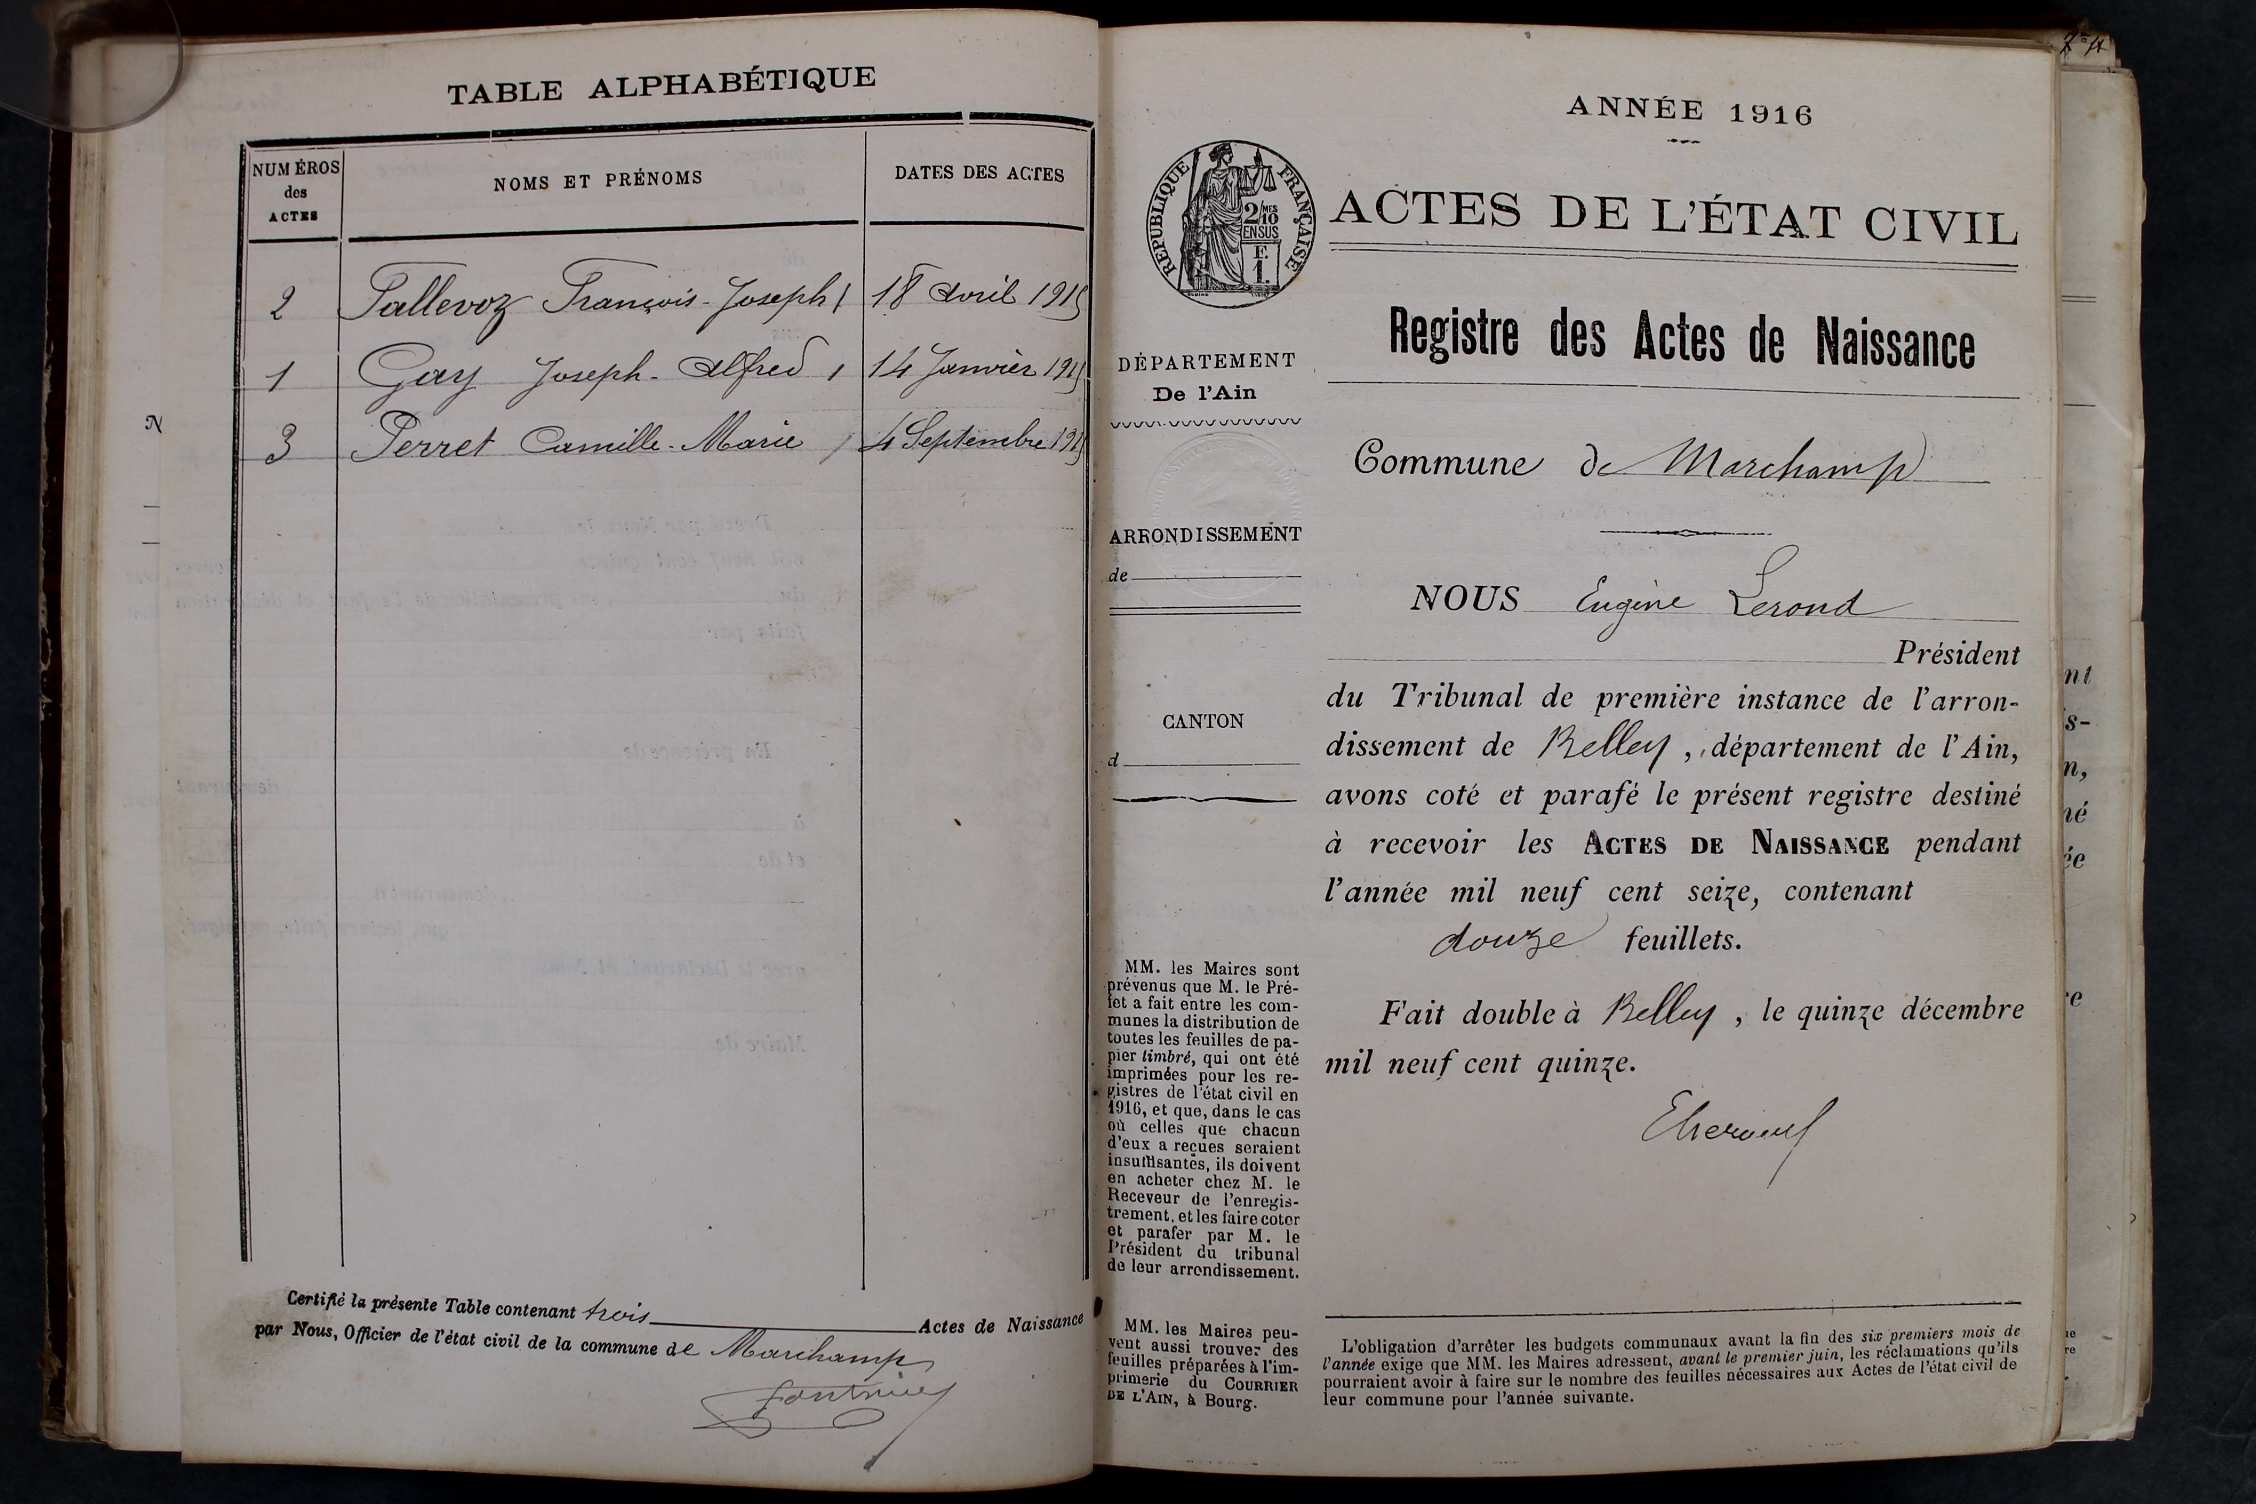 TABLE ALPHABÉTIQUE
NUMÉROS
des
ACTES
NOMS ET PRÉNOMS
DATES DES ACTES
2 Pallevoz François-Joseph 18 Avril 1915
1 Gay Joseph-Alfred 14 Janvier 1915
3 Perret Camille-Marie 4 Septembre 1915
Certifié la présente Table contenant trois Actes de Naissance
par Nous, Officier de l'état civil de la commune de Marchamp
ANNÉE 1916
RÉPUBLIQUE FRANÇAISE
2/10 MES
EN SUS
F.
1.
ACTES DE L'ÉTAT CIVIL
Registre des Actes de Naissance
DÉPARTEMENT
De l'Ain
ARRONDISSEMENT
de
CANTON
d
MM. les Maires sont
prévenus que M. le Pré-
fet a fait entre les com-
munes la distribution de
toutes les feuilles de pa-
pier timbré, qui ont été
imprimées pour les re-
gistres de l'état civil en
1916, et que, dans le cas
où celles que chacun
d'eux a reçues seraient
insuffisantes, ils doivent
en acheter chez M. le
Receveur de l'enregis-
trement, et les faire coter
et parafer par M. le
Président du tribunal
de leur arrondissement.
MM. les Maires peu-
vent aussi trouver des
feuilles préparées à l'im-
primerie du COURRIER
DE L'AIN, à Bourg.
Commune de Marchamp
NOUS Eugène Lerond
Président
du Tribunal de première instance de l'arron-
dissement de Belley, département de l'Ain,
avons coté et parafé le présent registre destiné
à recevoir les ACTES DE NAISSANCE pendant
l'année mil neuf cent seize, contenant
douze feuillets.
Fait double à Belley, le quinze décembre
mil neuf cent quinze.
L'obligation d'arrêter les budgets communaux avant la fin des six premiers mois de
l'année exige que MM. les Maires adressent, avant le premier juin, les réclamations qu'ils
pourraient avoir à faire sur le nombre des feuilles nécessaires aux Actes de l'état civil de
leur commune pour l'année suivante.